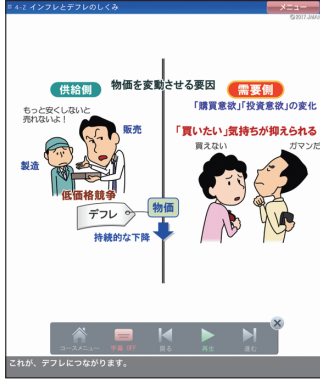 4-2 インフレとデフレのしくみ
メニュー
物価を変動させる要因
供給側
需要側
「購買意欲」「投資意欲」の変化
もっと安くしないと
売れないよ！
販売
製造
「買いたい」気持ちが抑えられる
買えない
ガマンだ
低価格競争
デフレ
物価
持続的な下降
コースメニュー
字幕 OFF
戻る
再生
進む
これが、デフレにつながります。